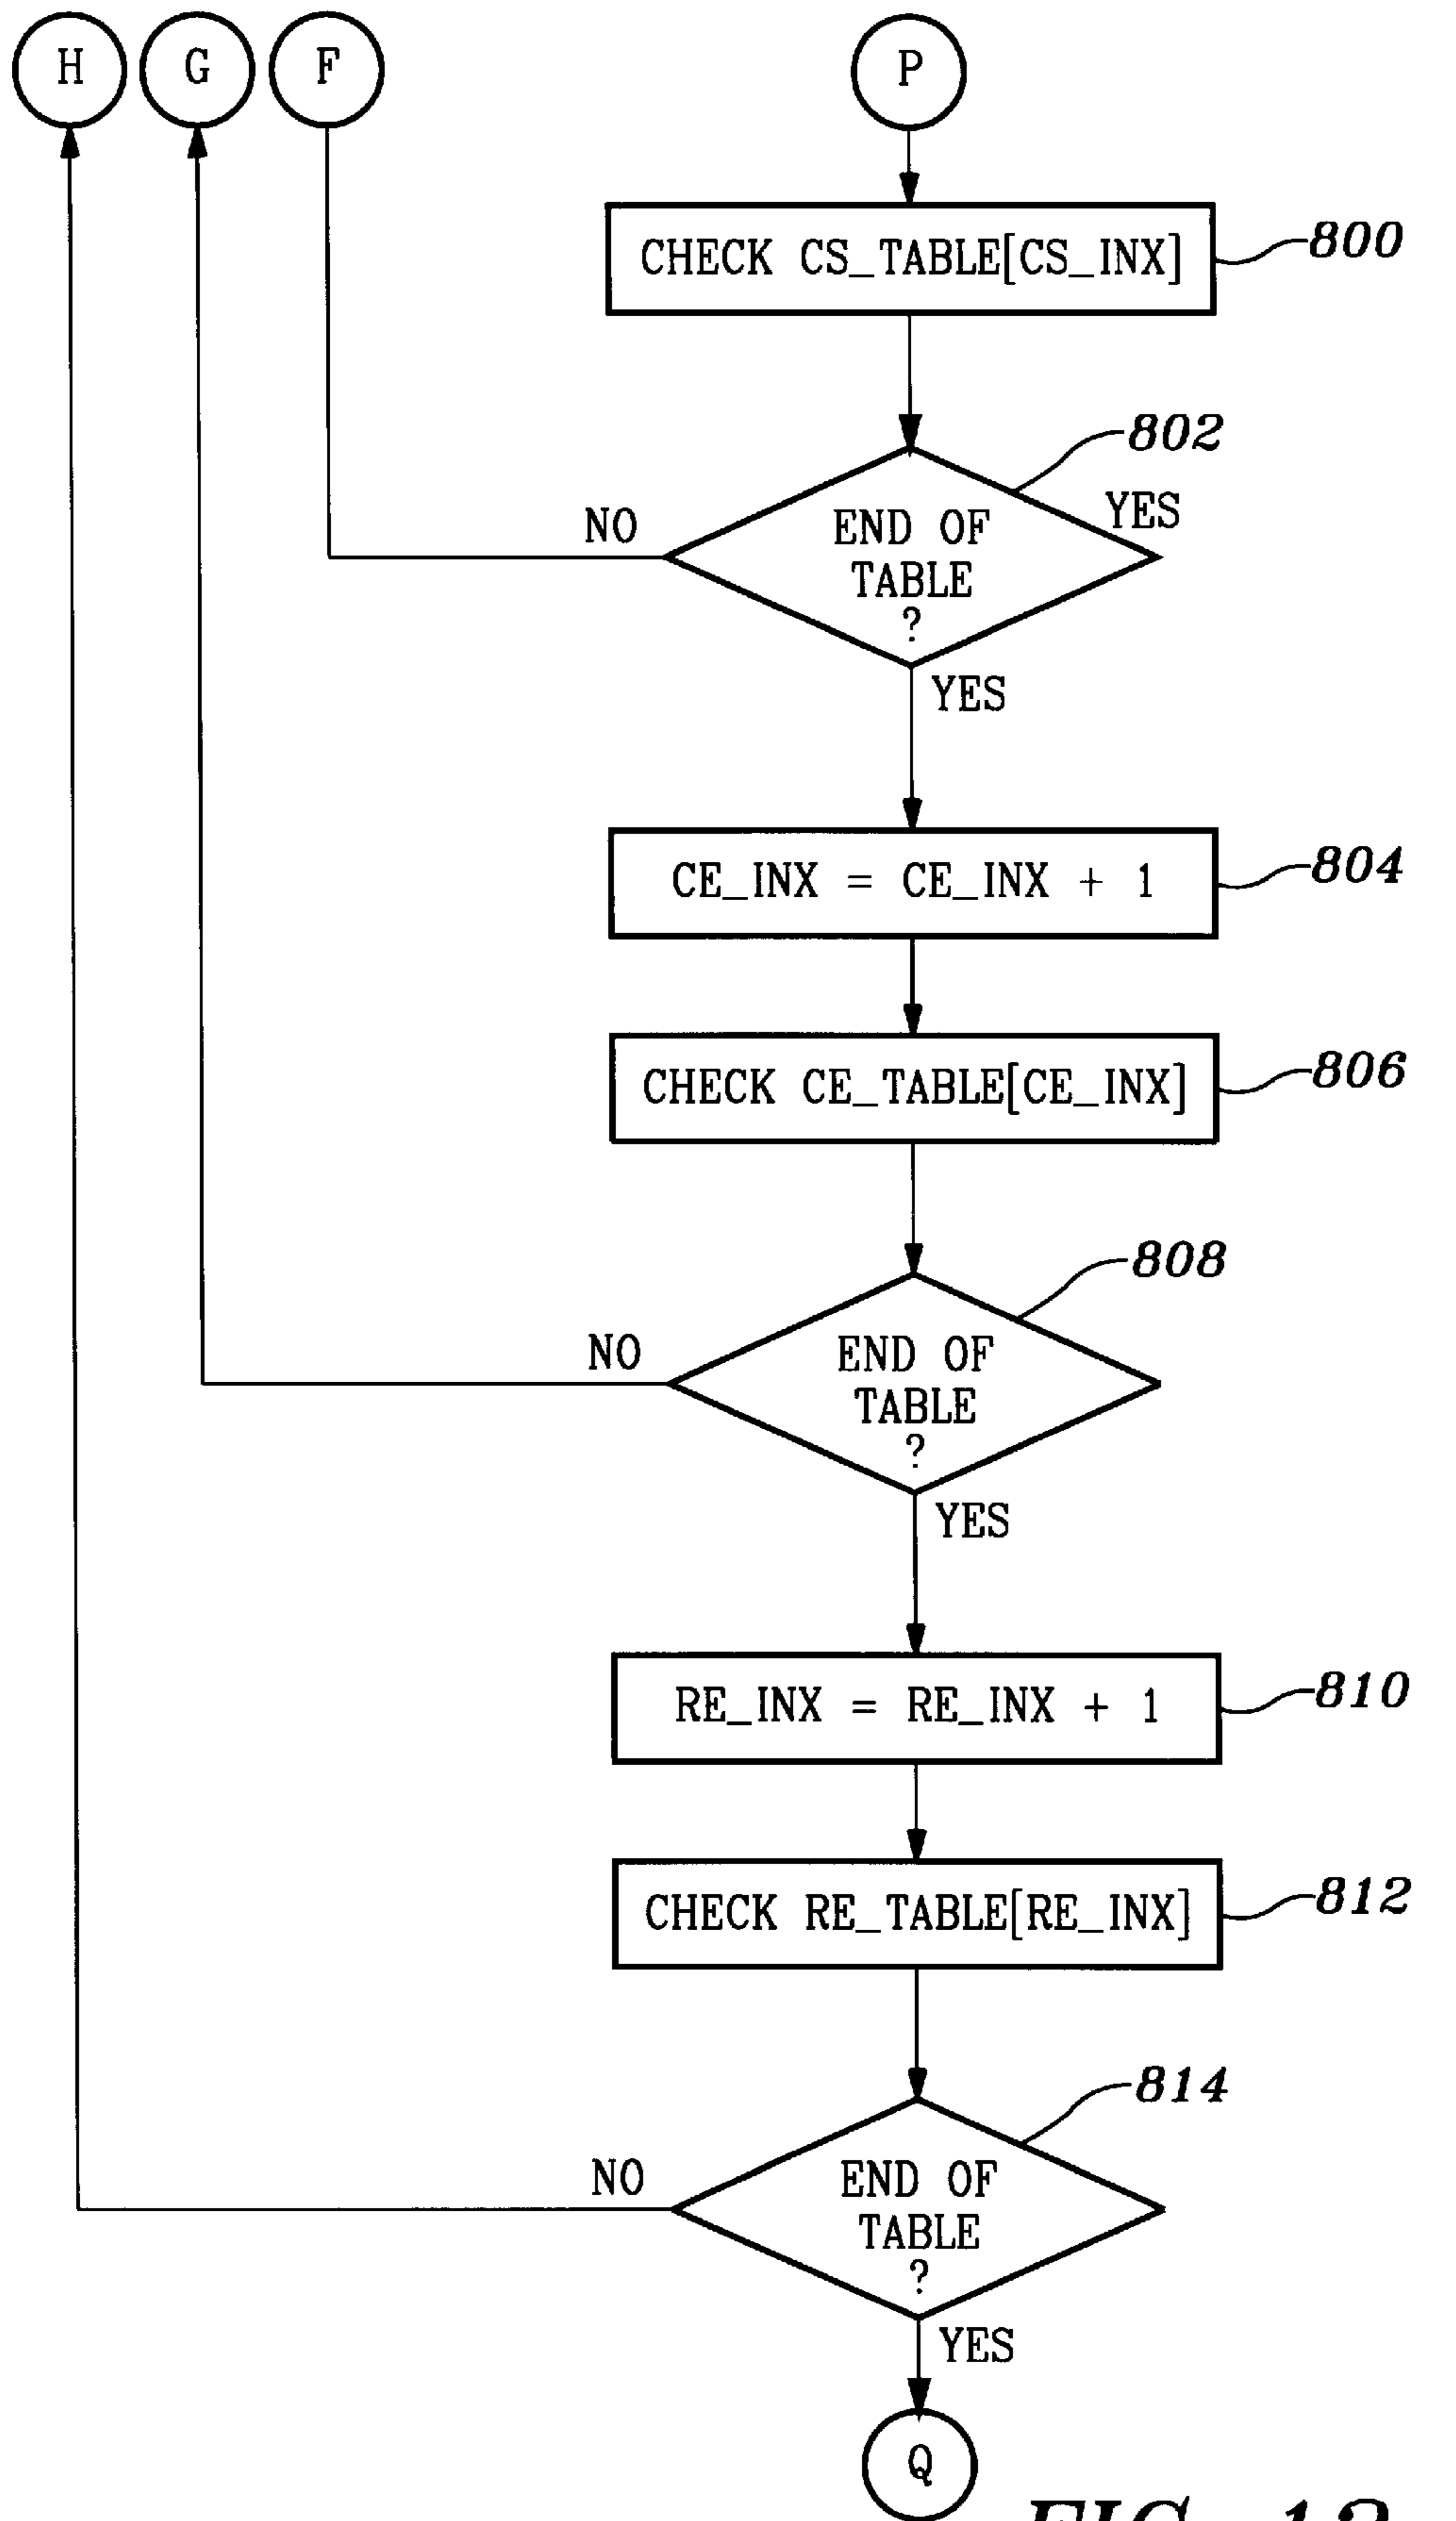 H G F P
CHECK CS_TABLE[CS_INX]
800
802
NO
END OF
TABLE
?
YES
YES
CE_INX = CE_INX + 1
804
CHECK CE_TABLE[CE_INX]
806
808
NO
END OF
TABLE
?
YES
RE_INX = RE_INX + 1
810
CHECK RE_TABLE[RE_INX]
812
814
NO
END OF
TABLE
?
YES
Q